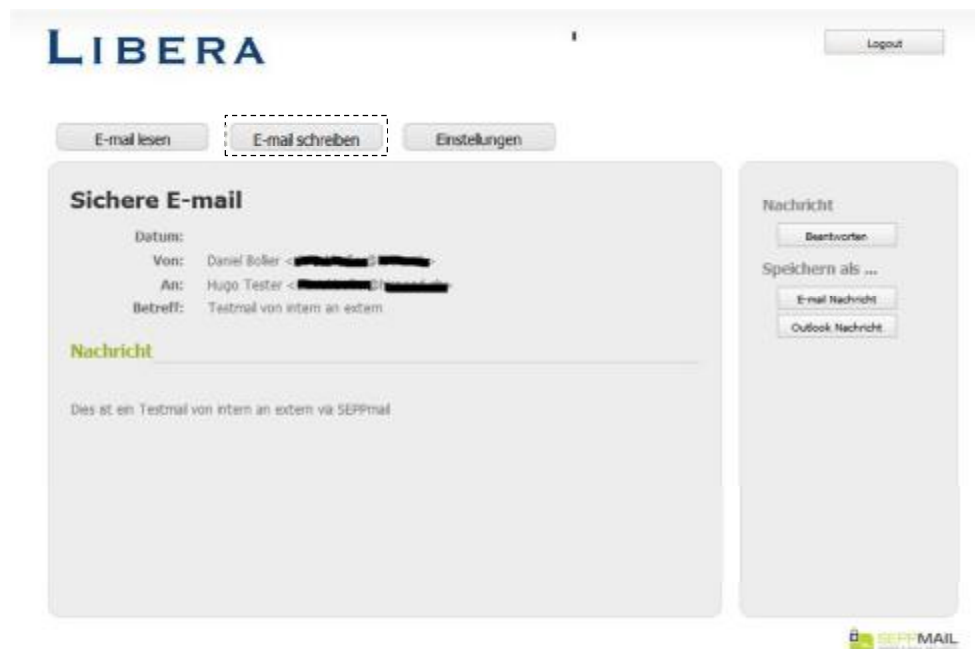 LIBERA
Logout
E-mail lesen
E-mail schreiben
Einstellungen
Sichere E-mail
Datum:
Von: Daniel Boller <
An: Hugo Tester <
Betreff: Testmail von intern an extern
Nachricht
Dies ist ein Testmail von intern an extern via SEPPmail
Nachricht
Beantworten
Speichern als ...
E-mail Nachricht
Outlook Nachricht
SEPPMAIL